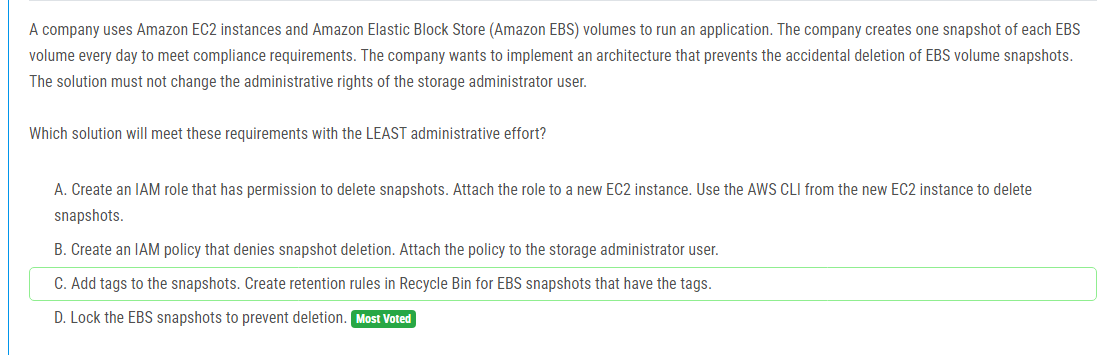 A company uses Amazon EC2 instances and Amazon Elastic Block Store (Amazon EBS) volumes to run an application. The company creates one snapshot of each EBS
volume every day to meet compliance requirements. The company wants to implement an architecture that prevents the accidental deletion of EBS volume snapshots.
The solution must not change the administrative rights of the storage administrator user.
Which solution will meet these requirements with the LEAST administrative effort?
A. Create an IAM role that has permission to delete snapshots. Attach the role to a new EC2 instance. Use the AWS CLI from the new EC2 instance to delete
snapshots.
B. Create an IAM policy that denies snapshot deletion. Attach the policy to the storage administrator user.
C. Add tags to the snapshots. Create retention rules in Recycle Bin for EBS snapshots that have the tags.
D. Lock the EBS snapshots to prevent deletion. Most Voted